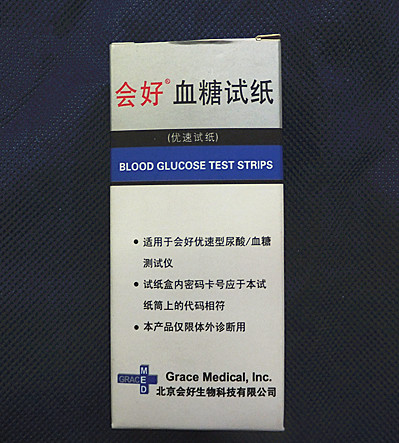 会好©血糖试纸
(优速试纸)
BLOOD GLUCOSE TEST STRIPS
• 适用于会好优速型尿酸/血糖
测试仪
• 试纸盒内密码卡号应于本试
纸筒上的代码相符
• 本产品仅限体外诊断用
GRACE MED
Grace Medical, Inc.
北京会好生物科技有限公司